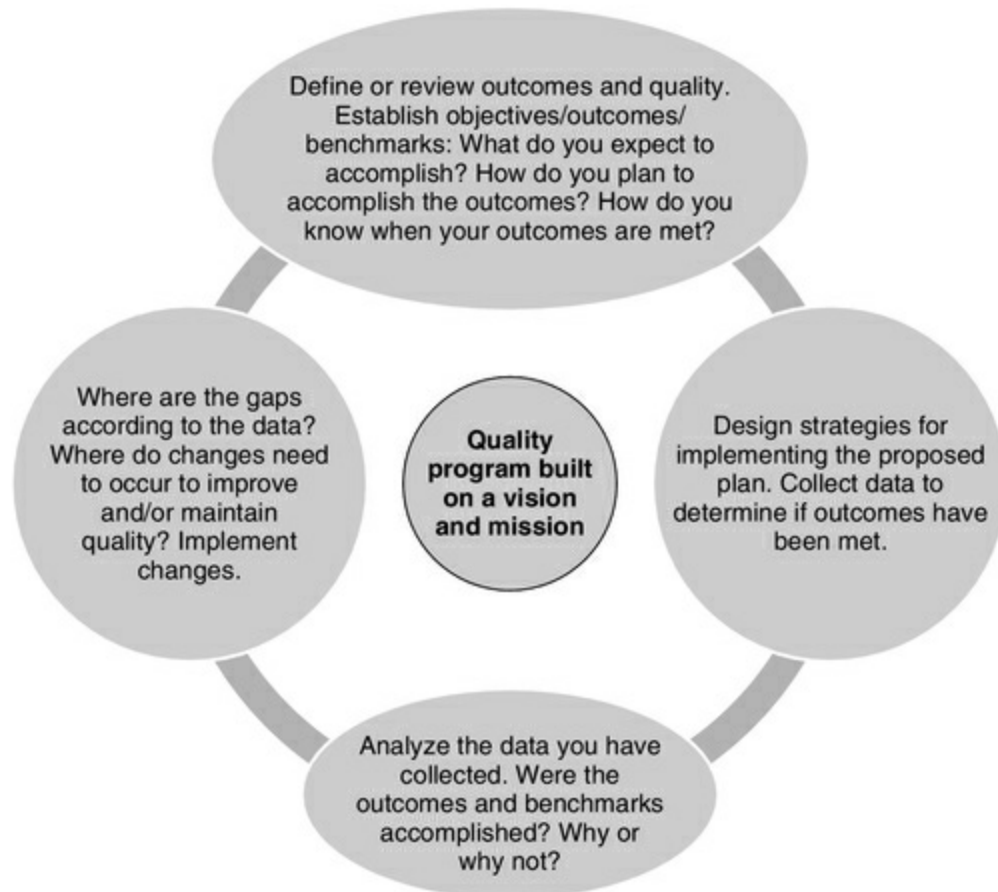 Define or review outcomes and quality.
Establish objectives/outcomes/
benchmarks: What do you expect to
accomplish? How do you plan to
accomplish the outcomes? How do you
know when your outcomes are met?
Where are the gaps
according to the data?
Where do changes need
to occur to improve
and/or maintain
quality? Implement
changes.
Quality
program built
on a vision
and mission
Design strategies for
implementing the proposed
plan. Collect data to
determine if outcomes have
been met.
Analyze the data you have
collected. Were the
outcomes and benchmarks
accomplished? Why or
why not?